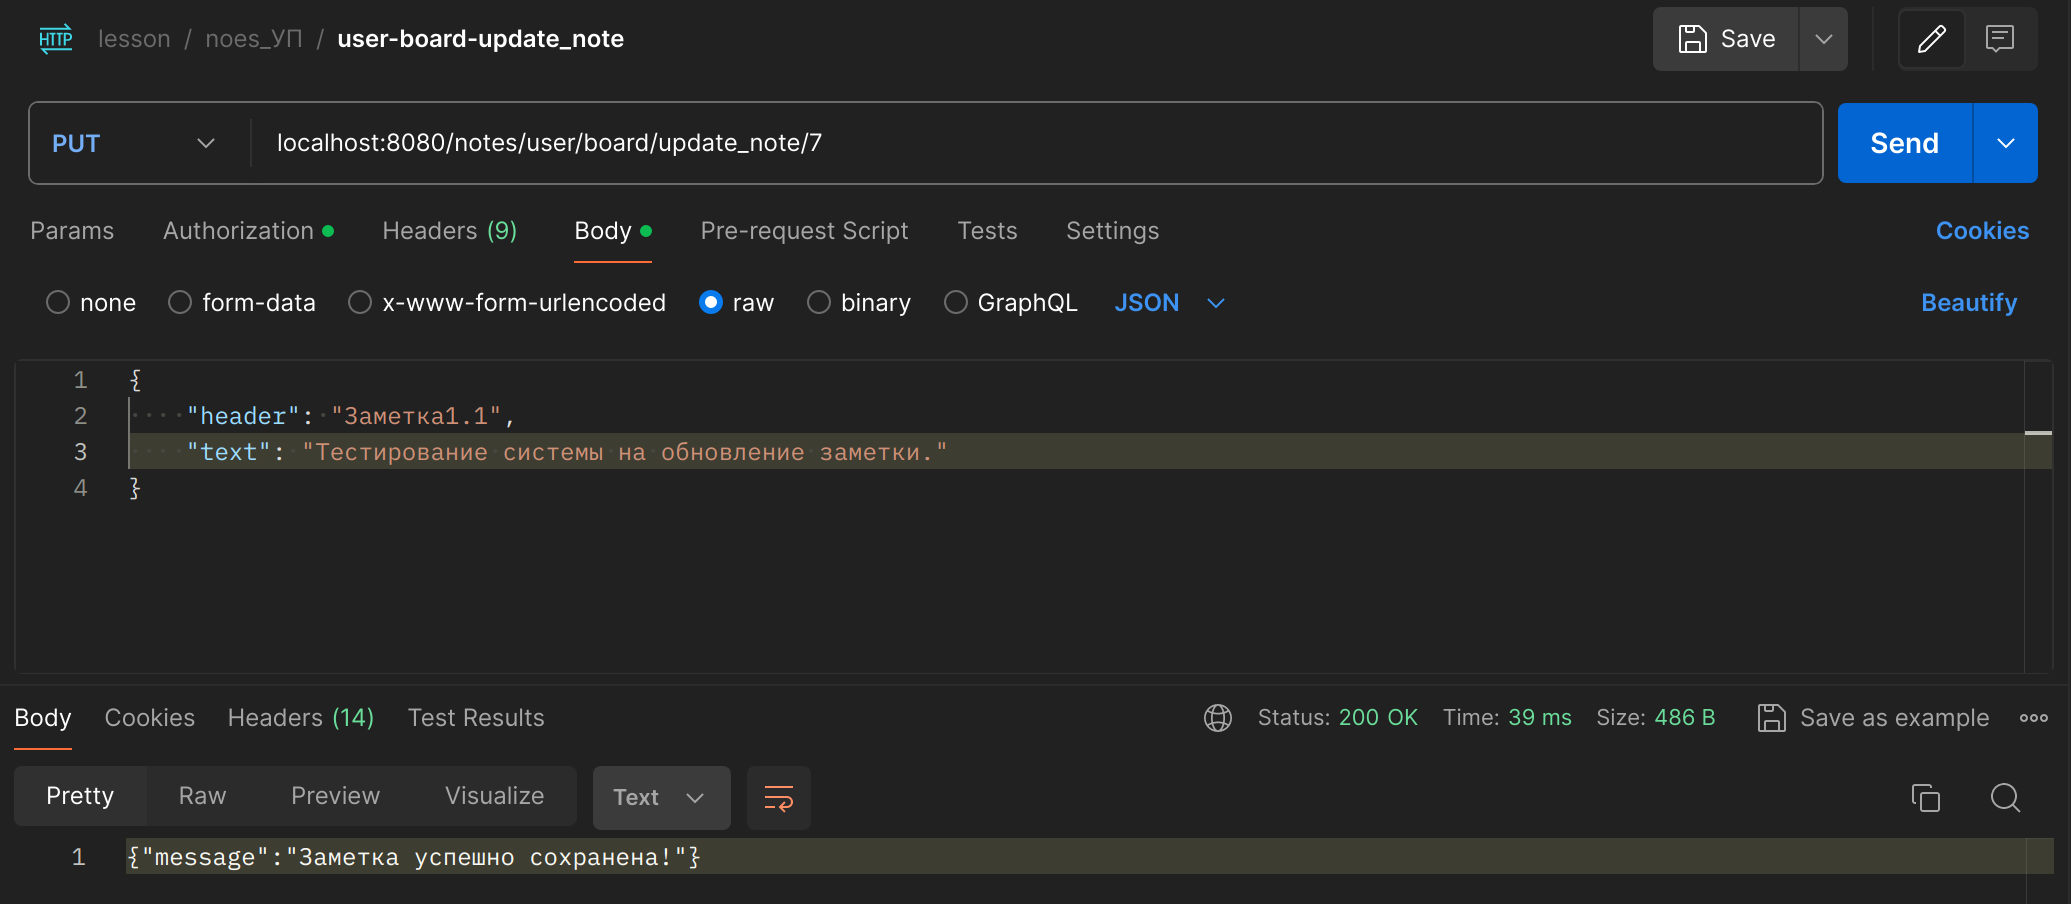 HTTP lesson / noes_УП / user-board-update_note Save
PUT localhost:8080/notes/user/board/update_note/7 Send
Params Authorization Headers (9) Body Pre-request Script Tests Settings Cookies
none form-data x-www-form-urlencoded raw binary GraphQL JSON Beautify
1 {
2 "header": "Заметка1.1",
3 "text": "Тестирование системы на обновление заметки."
4 }
Body Cookies Headers (14) Test Results Status: 200 OK Time: 39 ms Size: 486 B Save as example
Pretty Raw Preview Visualize Text
1 {"message":"Заметка успешно сохранена!"}